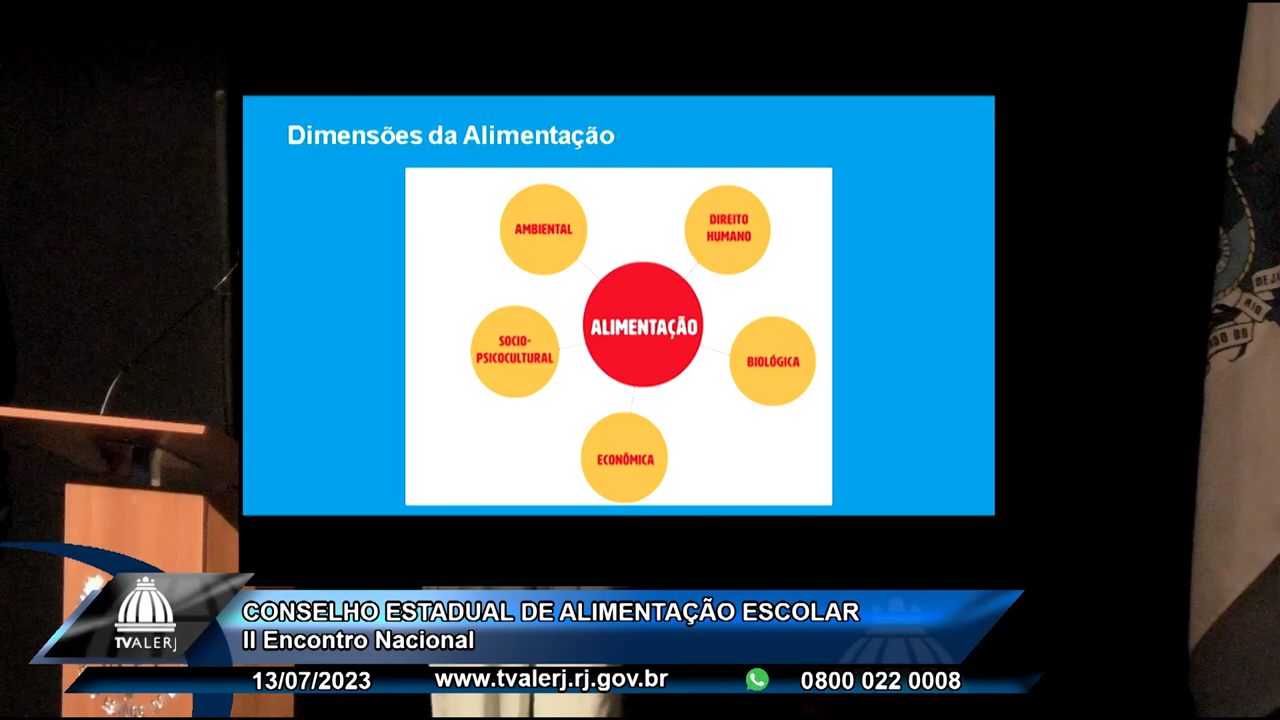 Dimensões da Alimentação
AMBIENTAL
DIREITO
HUMANO
ALIMENTAÇÃO
SOCIO-
PSICOCULTURAL
BIOLÓGICA
ECONÔMICA
CONSELHO ESTADUAL DE ALIMENTAÇÃO ESCOLAR
II Encontro Nacional
TVALERJ
13/07/2023
www.tvalerj.rj.gov.br
0800 022 0008